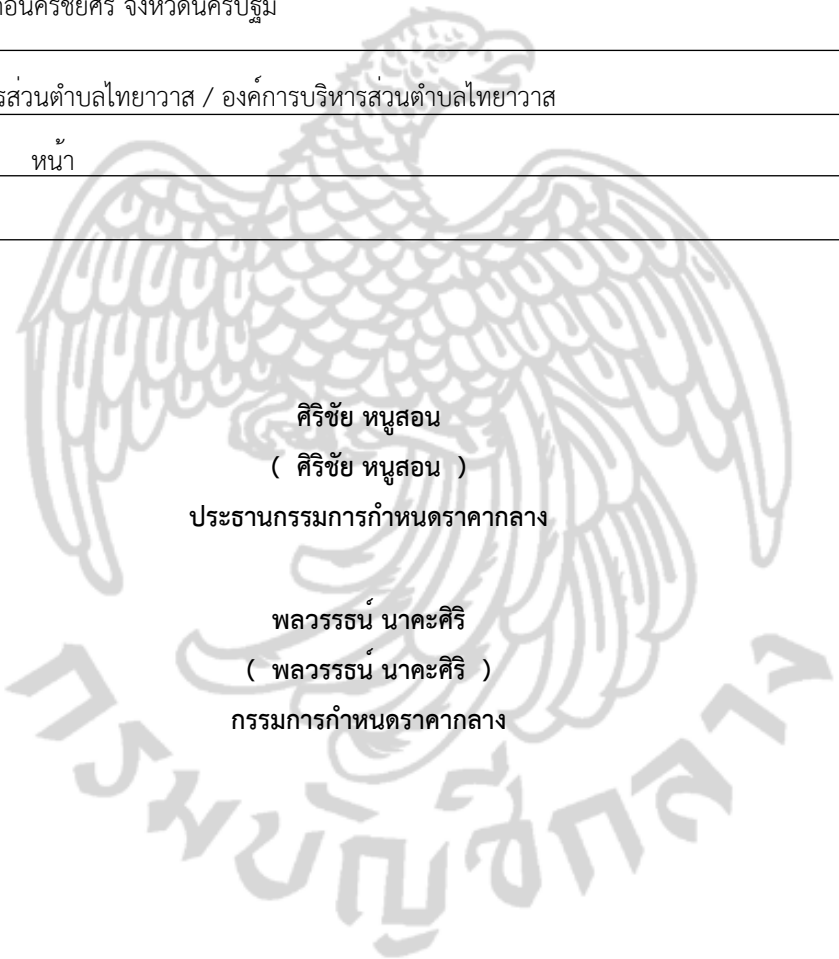 นครชัยศรี จังหวัดนครปฐม
ส่วนตำบลไทยาวาส / องค์การบริหารส่วนตำบลไทยาวาส
หน้า
ศิริชัย หนูสอน
( ศิริชัย หนูสอน )
ประธานกรรมการกำหนดราคากลาง
พลวรรธน์ นาคะศิริ
( พลวรรธน์ นาคะศิริ )
กรรมการกำหนดราคากลาง
กรมบัญชีกลาง